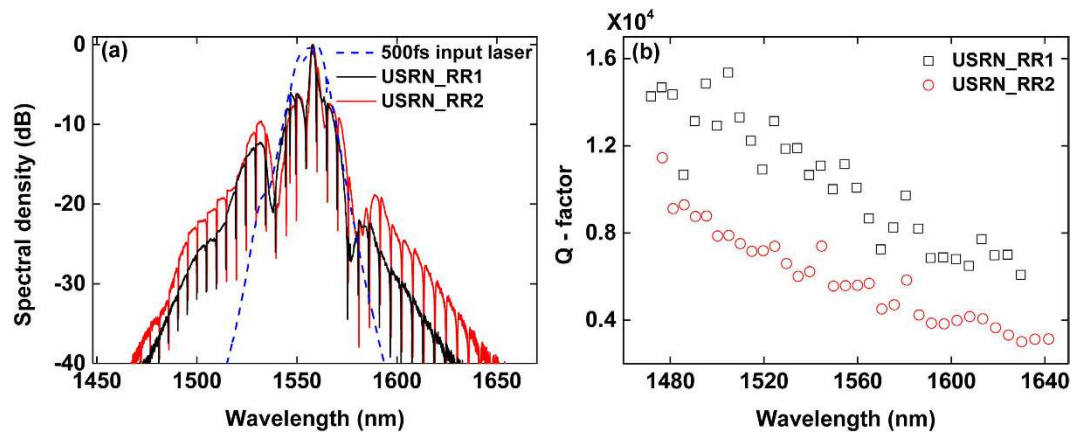 (a)
500fs input laser
USRN_RR1
USRN_RR2
0
-10
-20
-30
-40
Spectral density (dB)
1450 1500 1550 1600 1650
Wavelength (nm)
X10⁴
(b)
USRN_RR1
USRN_RR2
1.6
1.2
0.8
0.4
Q - factor
1480 1520 1560 1600 1640
Wavelength (nm)